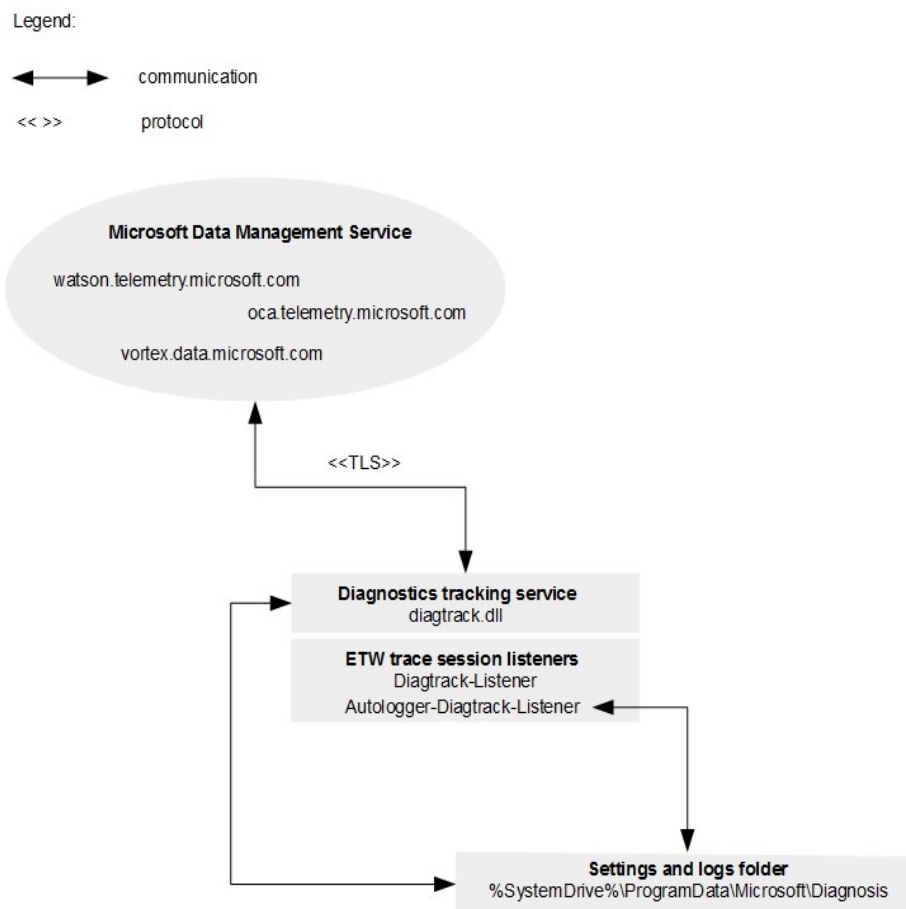 Legend:
communication
<< >> protocol
Microsoft Data Management Service
watson.telemetry.microsoft.com
oca.telemetry.microsoft.com
vortex.data.microsoft.com
<<TLS>>
Diagnostics tracking service
diagtrack.dll
ETW trace session listeners
Diagtrack-Listener
Autologger-Diagtrack-Listener
Settings and logs folder
%SystemDrive%\ProgramData\Microsoft\Diagnosis